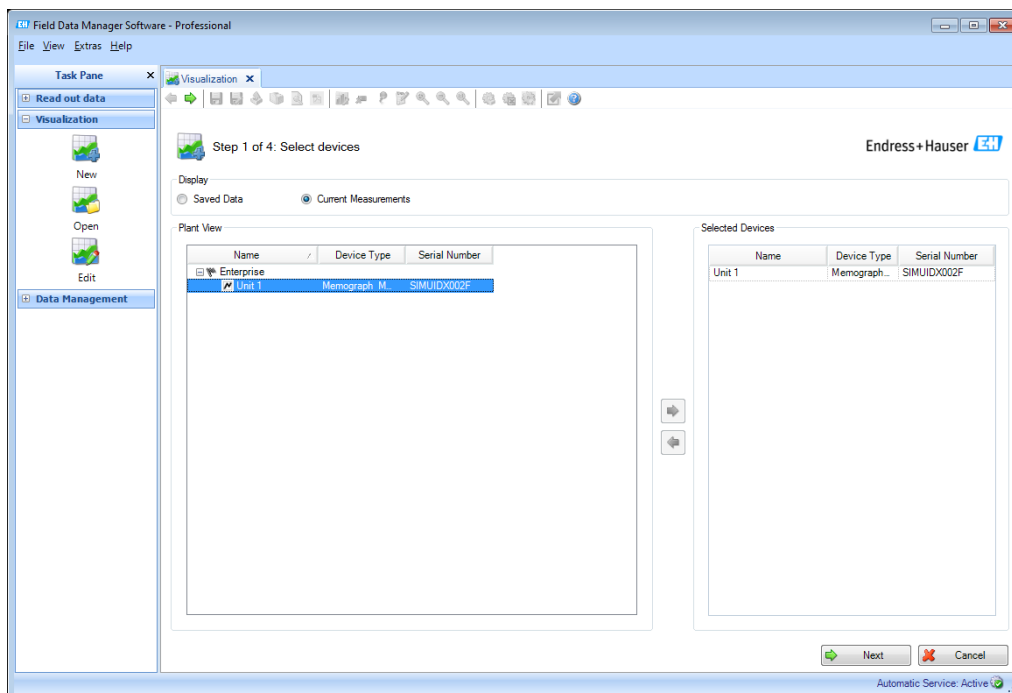 Field Data Manager Software - Professional
File View Extras Help
Task Pane
Read out data
Visualization
New
Open
Edit
Data Management
Visualization
Step 1 of 4: Select devices
Endress+Hauser EH
Display
Saved Data Current Measurements
Plant View
Name Device Type Serial Number
Enterprise
Unit 1 Memograph M... SIMUIDX002F
Selected Devices
Name Device Type Serial Number
Unit 1 Memograph... SIMUIDX002F
Next Cancel
Automatic Service: Active